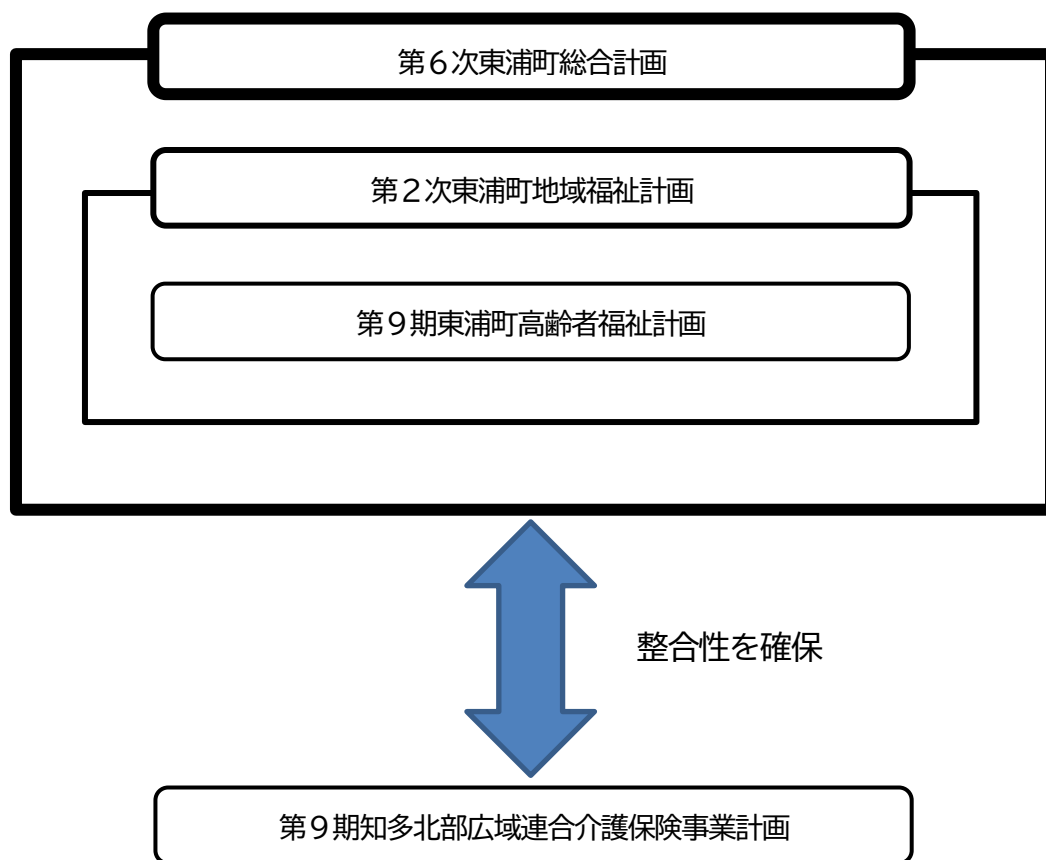 第６次東浦町総合計画
第２次東浦町地域福祉計画
第９期東浦町高齢者福祉計画
整合性を確保
第９期知多北部広域連合介護保険事業計画